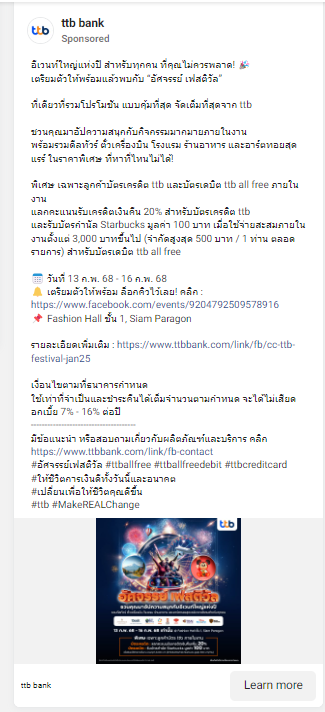 ttb bank
Sponsored
อีเวนท์ใหญ่แห่งปี สำหรับทุกคน ที่คุณไม่ควรพลาด! 🎉
เตรียมตัวให้พร้อมแล้วพบกับ "อัศจรรย์ เฟสติวัล"
ที่เดียวที่รวมโปรโมชัน แบบคุ้มที่สุด จัดเต็มที่สุดจาก ttb
ชวนคุณมาอัปความสนุกกับกิจกรรมมากมายภายในงาน
พร้อมรวมดีลทัวร์ ตั๋วเครื่องบิน โรงแรม ร้านอาหาร และอาร์ตทอยสุด
แรร์ ในราคาพิเศษ ที่หาที่ไหนไม่ได้!
พิเศษ เฉพาะลูกค้าบัตรเครดิต ttb และบัตรเดบิต ttb all free ภายใน
งาน
แลกคะแนนรับเครดิตเงินคืน 20% สำหรับบัตรเครดิต ttb
และรับบัตรกำนัล Starbucks มูลค่า 100 บาท เมื่อใช้จ่ายสะสมภายใน
งานตั้งแต่ 3,000 บาทขึ้นไป (จำกัดสูงสุด 500 บาท / 1 ท่าน ตลอด
รายการ) สำหรับบัตรเดบิต ttb all free
🗓️ วันที่ 13 ก.พ. 68 - 16 ก.พ. 68
🔔 เตรียมตัวให้พร้อม ล็อกคิวไว้เลย! คลิก :
https://www.facebook.com/events/9204792509578916
📌 Fashion Hall ชั้น 1, Siam Paragon
รายละเอียดเพิ่มเติม : https://www.ttbbank.com/link/fb/cc-ttb-
festival-jan25
เงื่อนไขตามที่ธนาคารกำหนด
ใช้เท่าที่จำเป็นและชำระคืนได้เต็มจำนวนตามกำหนด จะได้ไม่เสียด
อกเบี้ย 7% - 16% ต่อปี
-----------------------------------
มีข้อแนะนำ หรือสอบถามเกี่ยวกับผลิตภัณฑ์และบริการ คลิก
https://www.ttbbank.com/link/fb-contact
#อัศจรรย์เฟสติวัล #ttballfree #ttballfreedebit #ttbcreditcard
#ให้ชีวิตการเงินดีทั้งวันนี้และอนาคต
#เปลี่ยนเพื่อให้ชีวิตคุณดีขึ้น
#ttb #MakeREALChange
ttb
อัศจรรย์ เฟสติวัล
ttb bank
Learn more